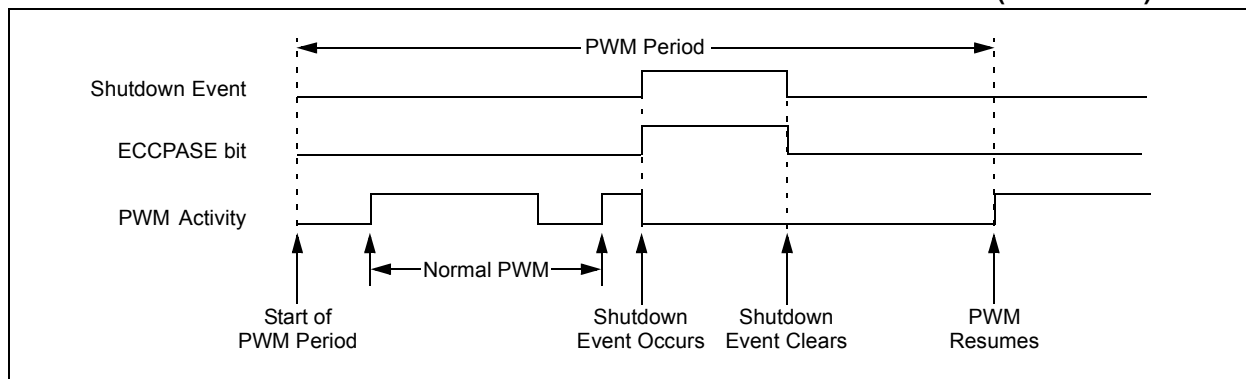 PWM Period
Shutdown Event
ECCPASE bit
PWM Activity
Normal PWM
Start of
PWM Period
Shutdown
Event Occurs
Shutdown
Event Clears
PWM
Resumes